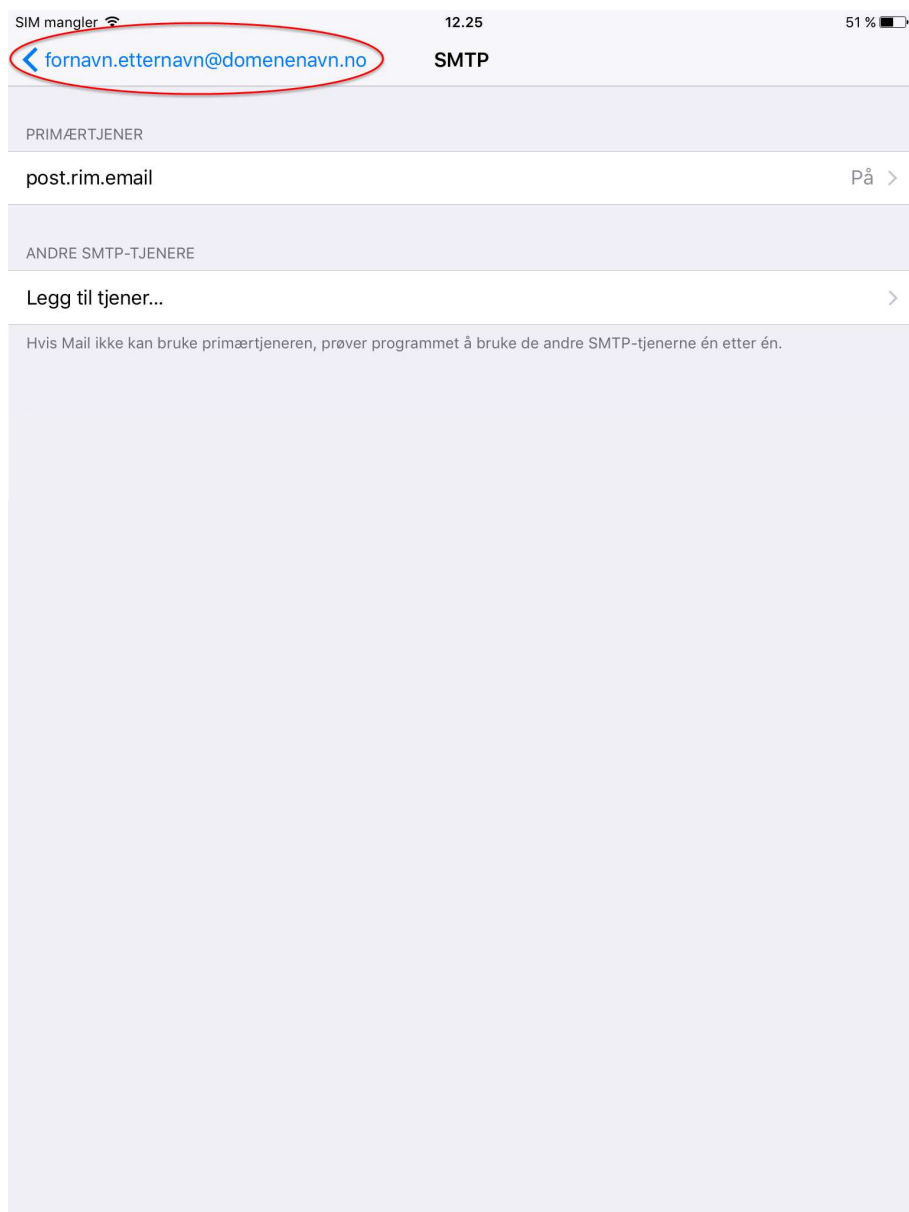 SIM mangler 12.25 51 %
fornavn.etternavn@domenenavn.no SMTP
PRIMÆRTJENER
post.rim.email På
ANDRE SMTP-TJENERE
Legg til tjener...
Hvis Mail ikke kan bruke primærtjeneren, prøver programmet å bruke de andre SMTP-tjenerne én etter én.